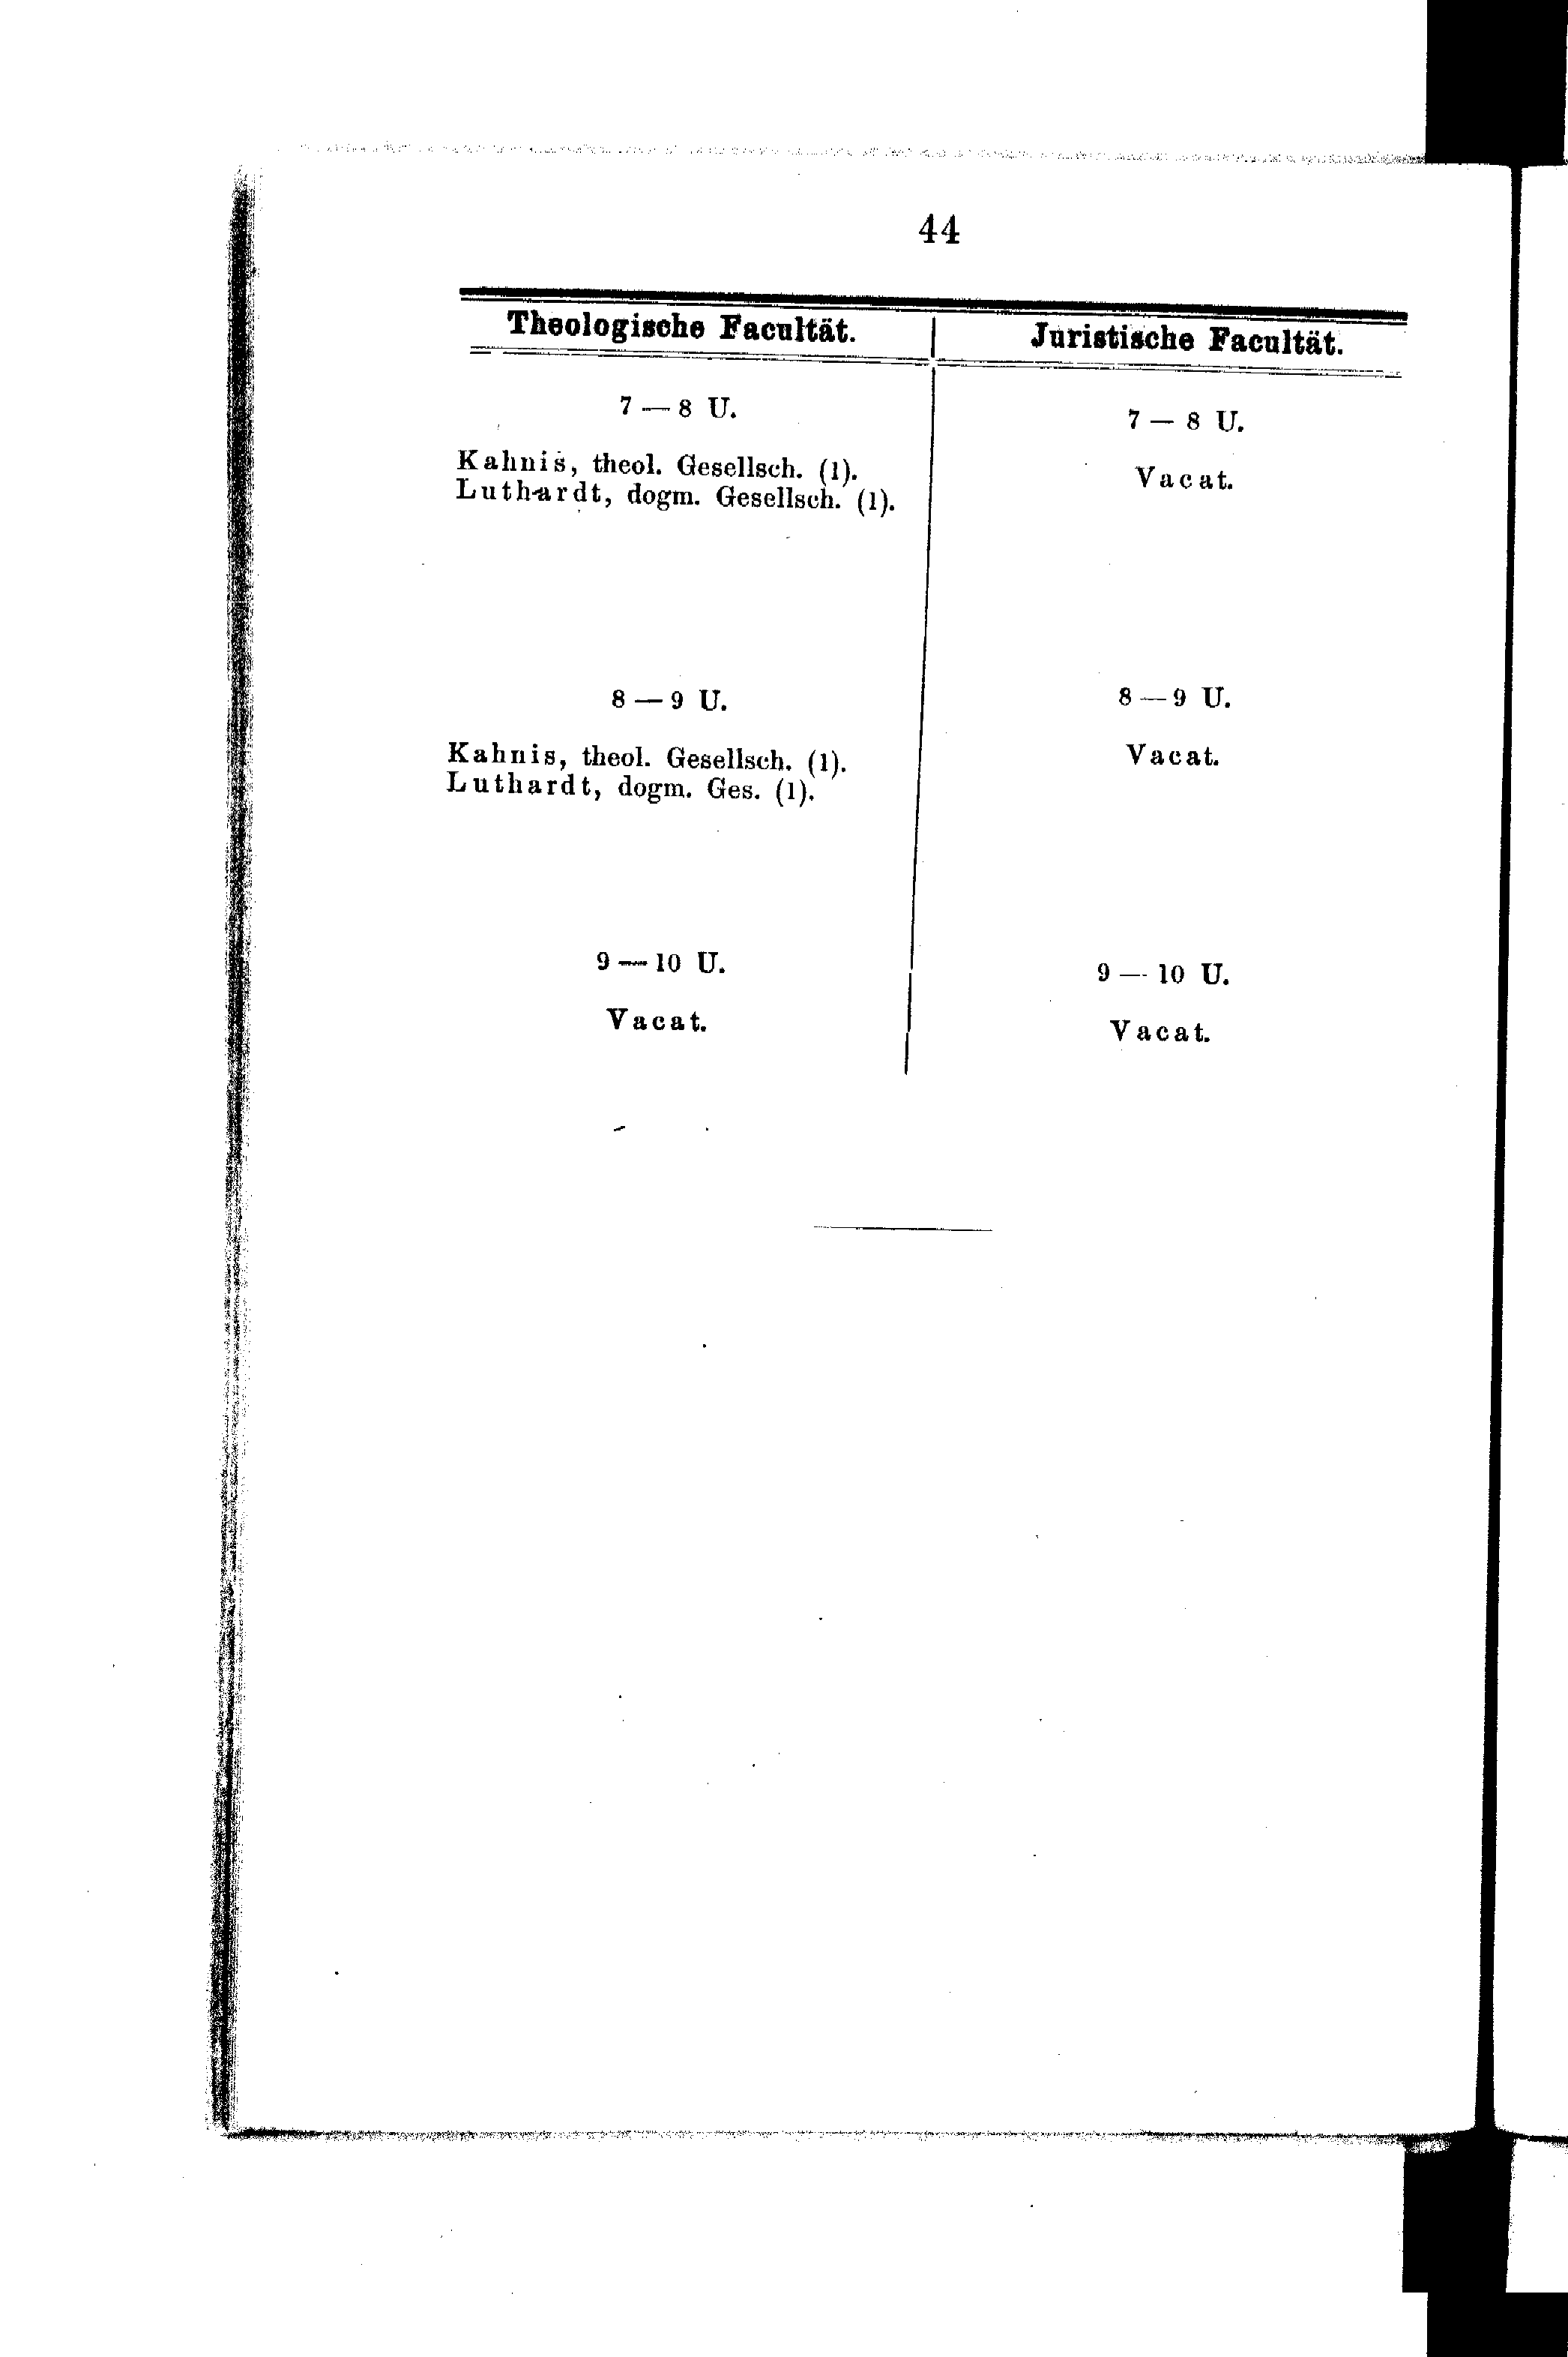 44
Theologische Facultät.
7 — 8 U.
Kahnis, theol. Gesellsch. (1).
Luthardt, dogm. Gesellsch. (1).
8 — 9 U.
Kahnis, theol. Gesellsch. (1).
Luthardt, dogm. Ges. (1).
9 — 10 U.
Vacat.
Juristische Facultät.
7 — 8 U.
Vacat.
8 — 9 U.
Vacat.
9 — 10 U.
Vacat.